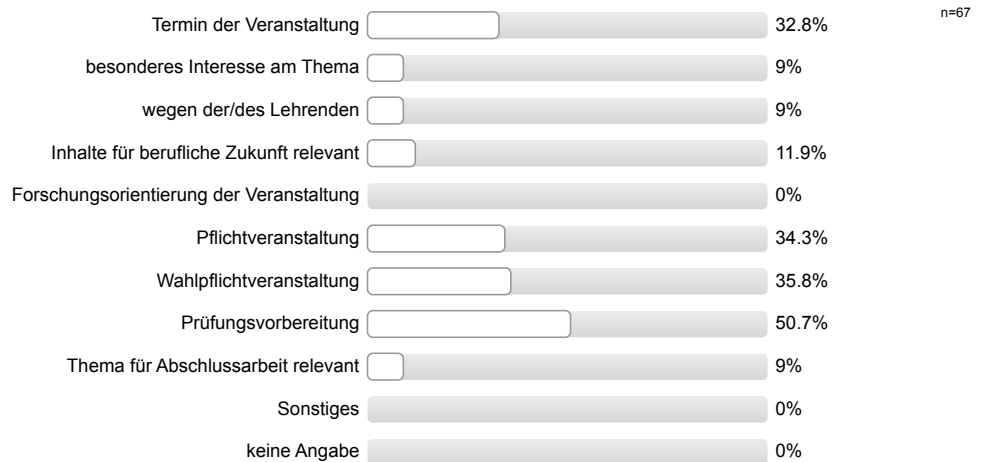 n=67
Termin der Veranstaltung 32.8%
besonderes Interesse am Thema 9%
wegen der/des Lehrenden 9%
Inhalte für berufliche Zukunft relevant 11.9%
Forschungsorientierung der Veranstaltung 0%
Pflichtveranstaltung 34.3%
Wahlpflichtveranstaltung 35.8%
Prüfungsvorbereitung 50.7%
Thema für Abschlussarbeit relevant 9%
Sonstiges 0%
keine Angabe 0%